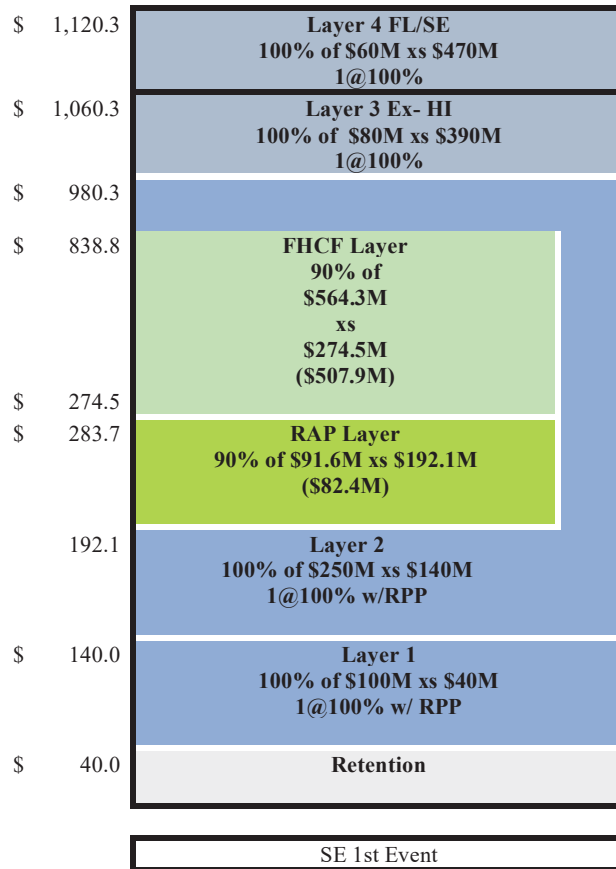 $ 1,120.3
Layer 4 FL/SE
100% of $60M xs $470M
1@100%
$ 1,060.3
Layer 3 Ex- HI
100% of  $80M xs $390M
1@100%
$ 980.3
$ 838.8
FHCF Layer
90% of
$564.3M
xs
$274.5M
($507.9M)
$ 274.5
$ 283.7
RAP Layer
90% of $91.6M xs $192.1M
($82.4M)
192.1
Layer 2
100% of $250M xs $140M
1@100% w/RPP
$ 140.0
Layer 1
100% of $100M xs $40M
1@100% w/ RPP
$ 40.0
Retention
SE 1st Event